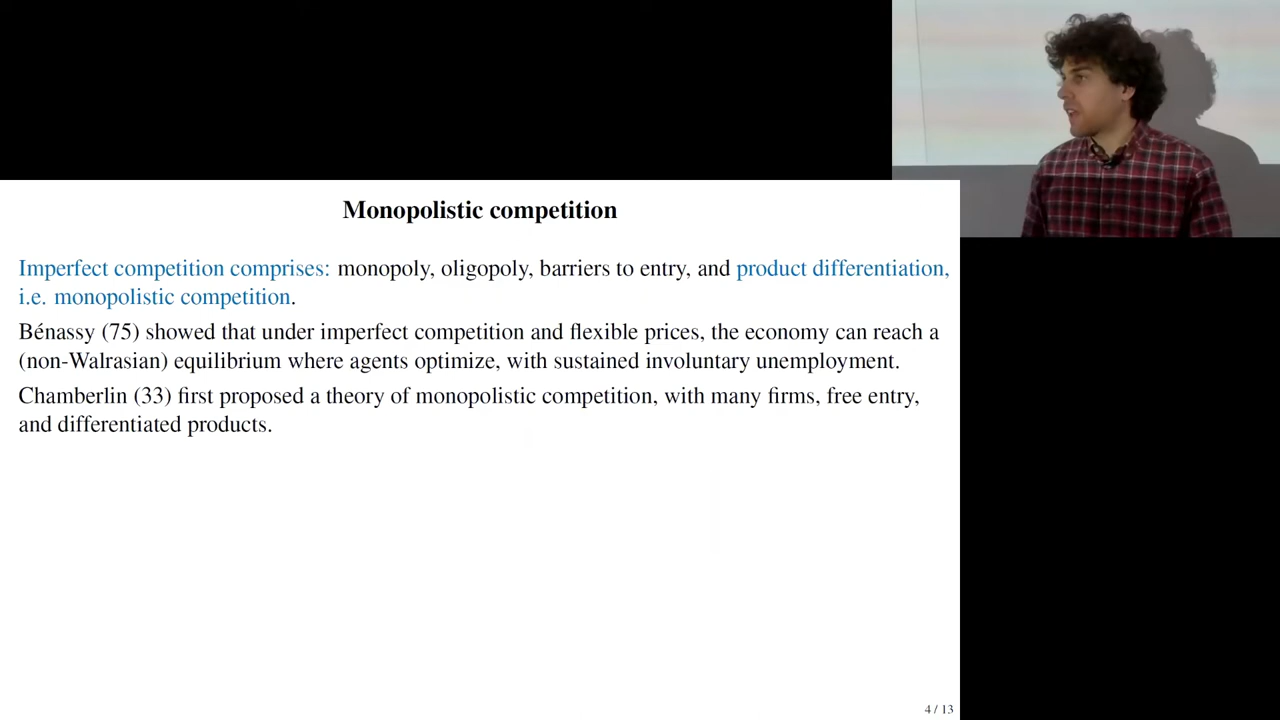 Monopolistic competition
Imperfect competition comprises: monopoly, oligopoly, barriers to entry, and product differentiation,
i.e. monopolistic competition.
Bénassy (75) showed that under imperfect competition and flexible prices, the economy can reach a
(non-Walrasian) equilibrium where agents optimize, with sustained involuntary unemployment.
Chamberlin (33) first proposed a theory of monopolistic competition, with many firms, free entry,
and differentiated products.
4 / 13